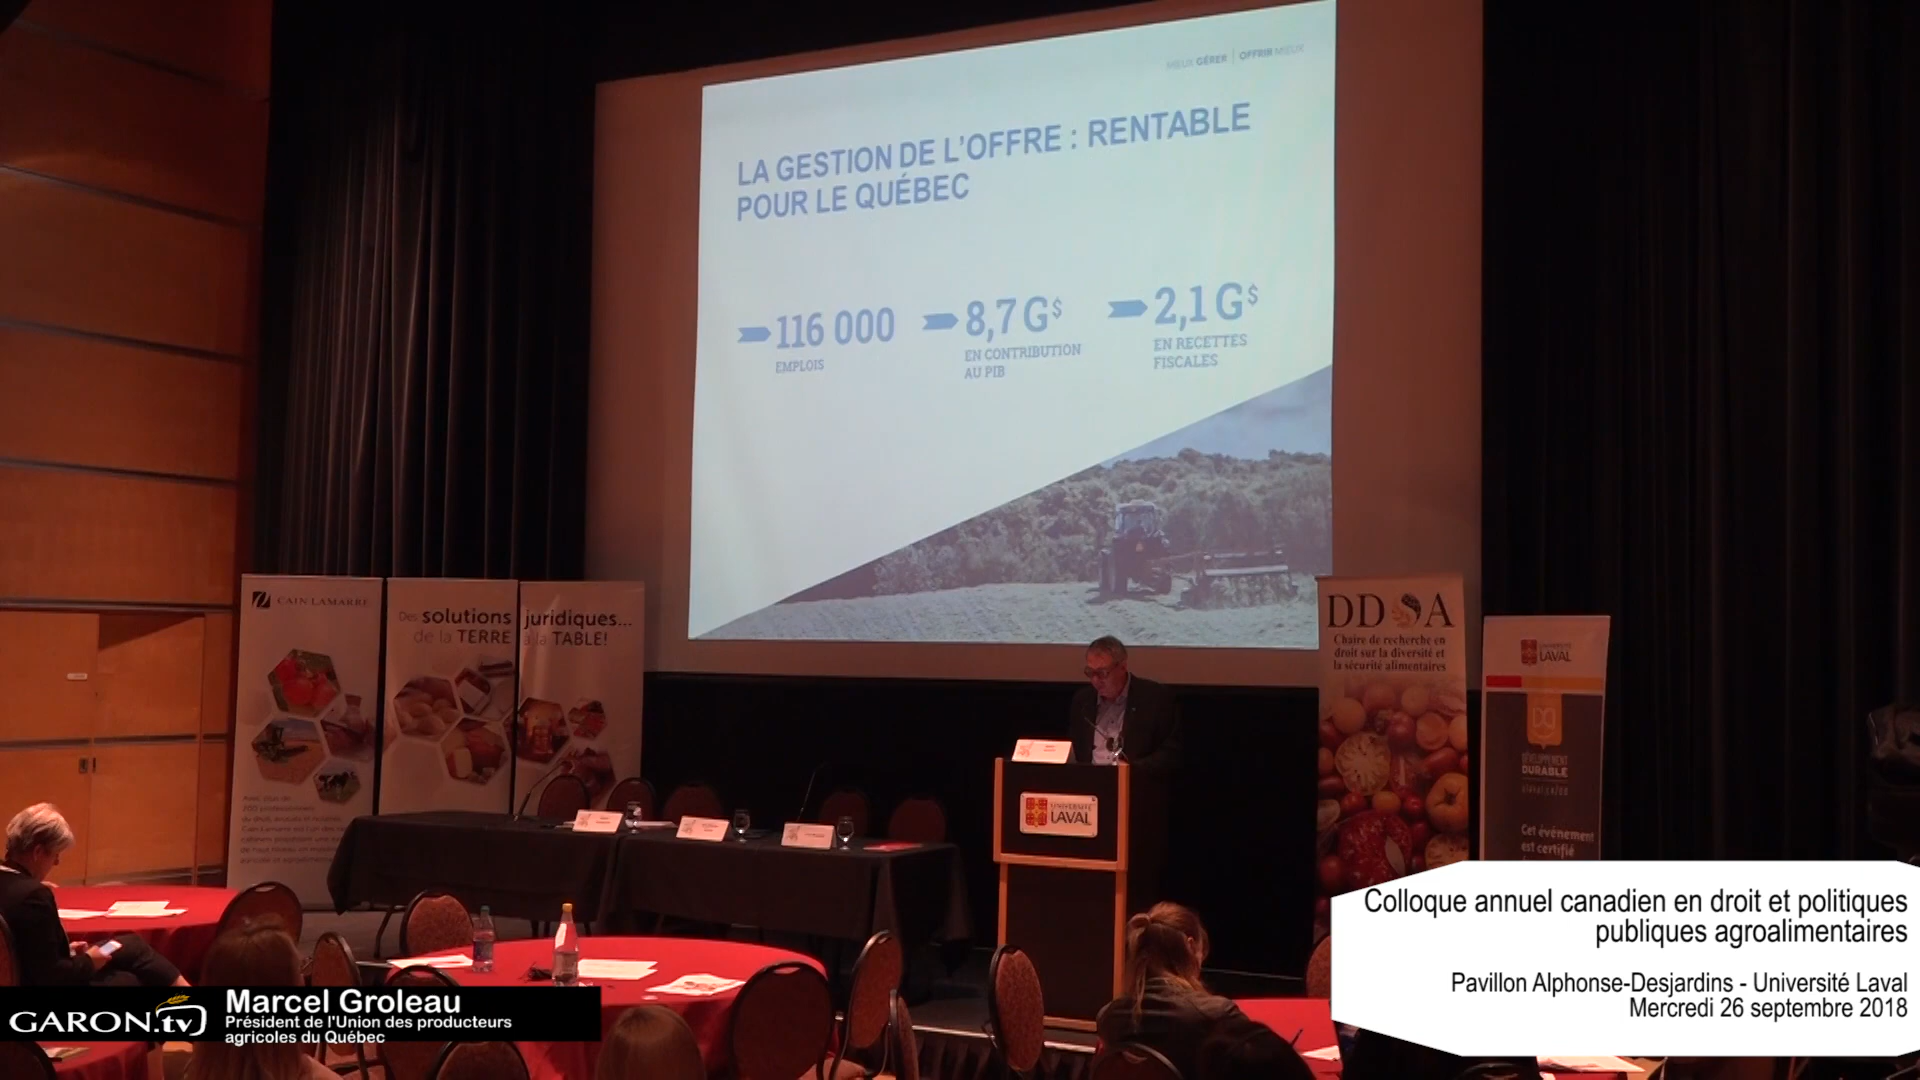 MIEUX GÉRER | OFFRIR MIEUX
LA GESTION DE L'OFFRE : RENTABLE
POUR LE QUÉBEC
116 000
EMPLOIS
8,7 G$
EN CONTRIBUTION
AU PIB
2,1 G$
EN RECETTES
FISCALES
CAIN LAMARRE
Des solutions juridiques...
de la TERRE à la TABLE!
DDSA
Chaire de recherche en
droit sur la diversité et
la sécurité alimentaires
UNIVERSITÉ
LAVAL
DÉVELOPPEMENT
DURABLE
Cet évènement
est certifié
UNIVERSITÉ
LAVAL
Colloque annuel canadien en droit et politiques
publiques agroalimentaires
Pavillon Alphonse-Desjardins - Université Laval
Mercredi 26 septembre 2018
GARON.tv
Marcel Groleau
Président de l'Union des producteurs
agricoles du Québec